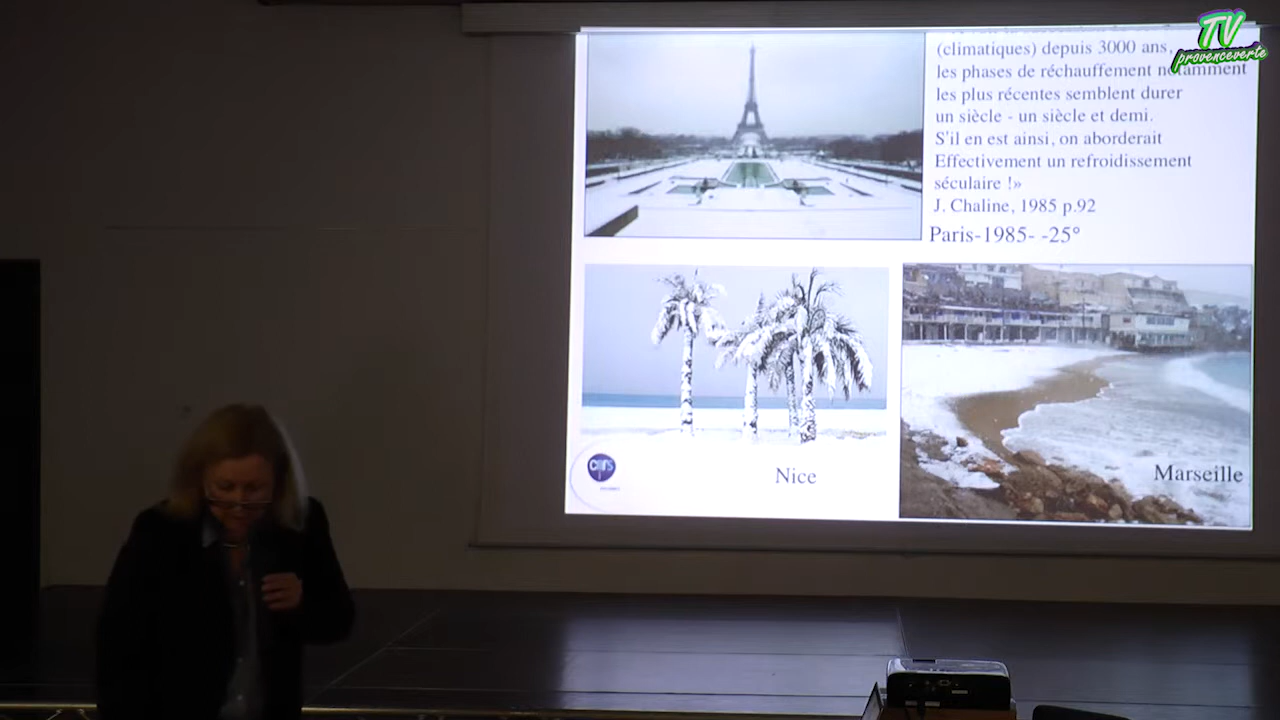 TV
provenceverte
(climatiques) depuis 3000 ans,
les phases de réchauffement notamment
les plus récentes semblent durer
un siècle - un siècle et demi.
S'il en est ainsi, on aborderait
Effectivement un refroidissement
séculaire !»
J. Chaline, 1985 p.92
Paris-1985- -25°
cnrs
Nice
Marseille